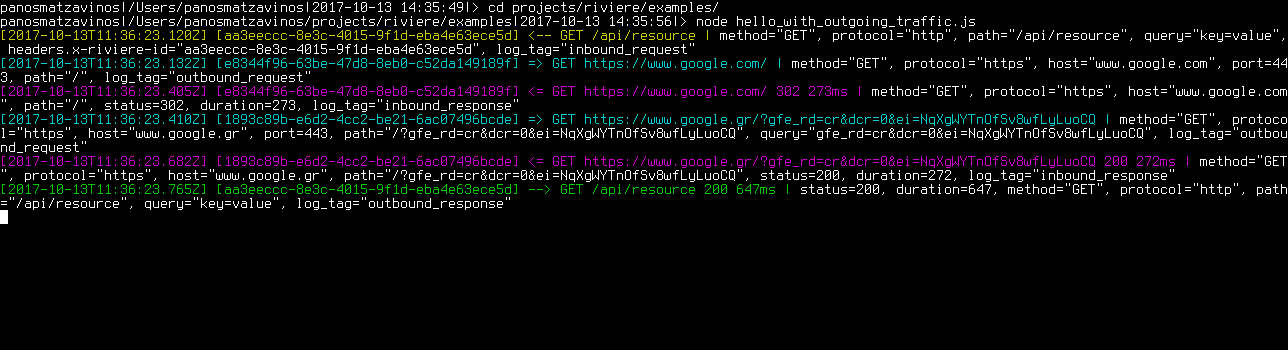 panosmatzavinos|/Users/panosmatzavinos|2017-10-13 14:35:49|> cd projects/riviere/examples/
panosmatzavinos|/Users/panosmatzavinos/projects/riviere/examples|2017-10-13 14:35:56|> node hello_with_outgoing_traffic.js
[2017-10-13T11:36:23.120Z] [aa3eeccc-8e3c-4015-9f1d-eba4e63ece5d] <-- GET /api/resource | method="GET", protocol="http", path="/api/resource", query="key=value",
headers.x-riviere-id="aa3eeccc-8e3c-4015-9f1d-eba4e63ece5d", log_tag="inbound_request"
[2017-10-13T11:36:23.132Z] [e8344f96-63be-47d8-8eb0-c52da149189f] => GET https://www.google.com/ | method="GET", protocol="https", host="www.google.com", port=44
3, path="/", log_tag="outbound_request"
[2017-10-13T11:36:23.405Z] [e8344f96-63be-47d8-8eb0-c52da149189f] <= GET https://www.google.com/ 302 273ms | method="GET", protocol="https", host="www.google.com
", path="/", status=302, duration=273, log_tag="inbound_response"
[2017-10-13T11:36:23.410Z] [1893c89b-e6d2-4cc2-be21-6ac07496bcde] => GET https://www.google.gr/?gfe_rd=cr&dcr=0&ei=NqXgWYTnOfSv8wfLyLuoCQ | method="GET", protoco
l="https", host="www.google.gr", port=443, path="/?gfe_rd=cr&dcr=0&ei=NqXgWYTnOfSv8wfLyLuoCQ", query="gfe_rd=cr&dcr=0&ei=NqXgWYTnOfSv8wfLyLuoCQ", log_tag="outbou
nd_request"
[2017-10-13T11:36:23.682Z] [1893c89b-e6d2-4cc2-be21-6ac07496bcde] <= GET https://www.google.gr/?gfe_rd=cr&dcr=0&ei=NqXgWYTnOfSv8wfLyLuoCQ 200 272ms | method="GET
", protocol="https", host="www.google.gr", path="/?gfe_rd=cr&dcr=0&ei=NqXgWYTnOfSv8wfLyLuoCQ", status=200, duration=272, log_tag="inbound_response"
[2017-10-13T11:36:23.765Z] [aa3eeccc-8e3c-4015-9f1d-eba4e63ece5d] --> GET /api/resource 200 647ms | status=200, duration=647, method="GET", protocol="http", path
="/api/resource", query="key=value", log_tag="outbound_response"